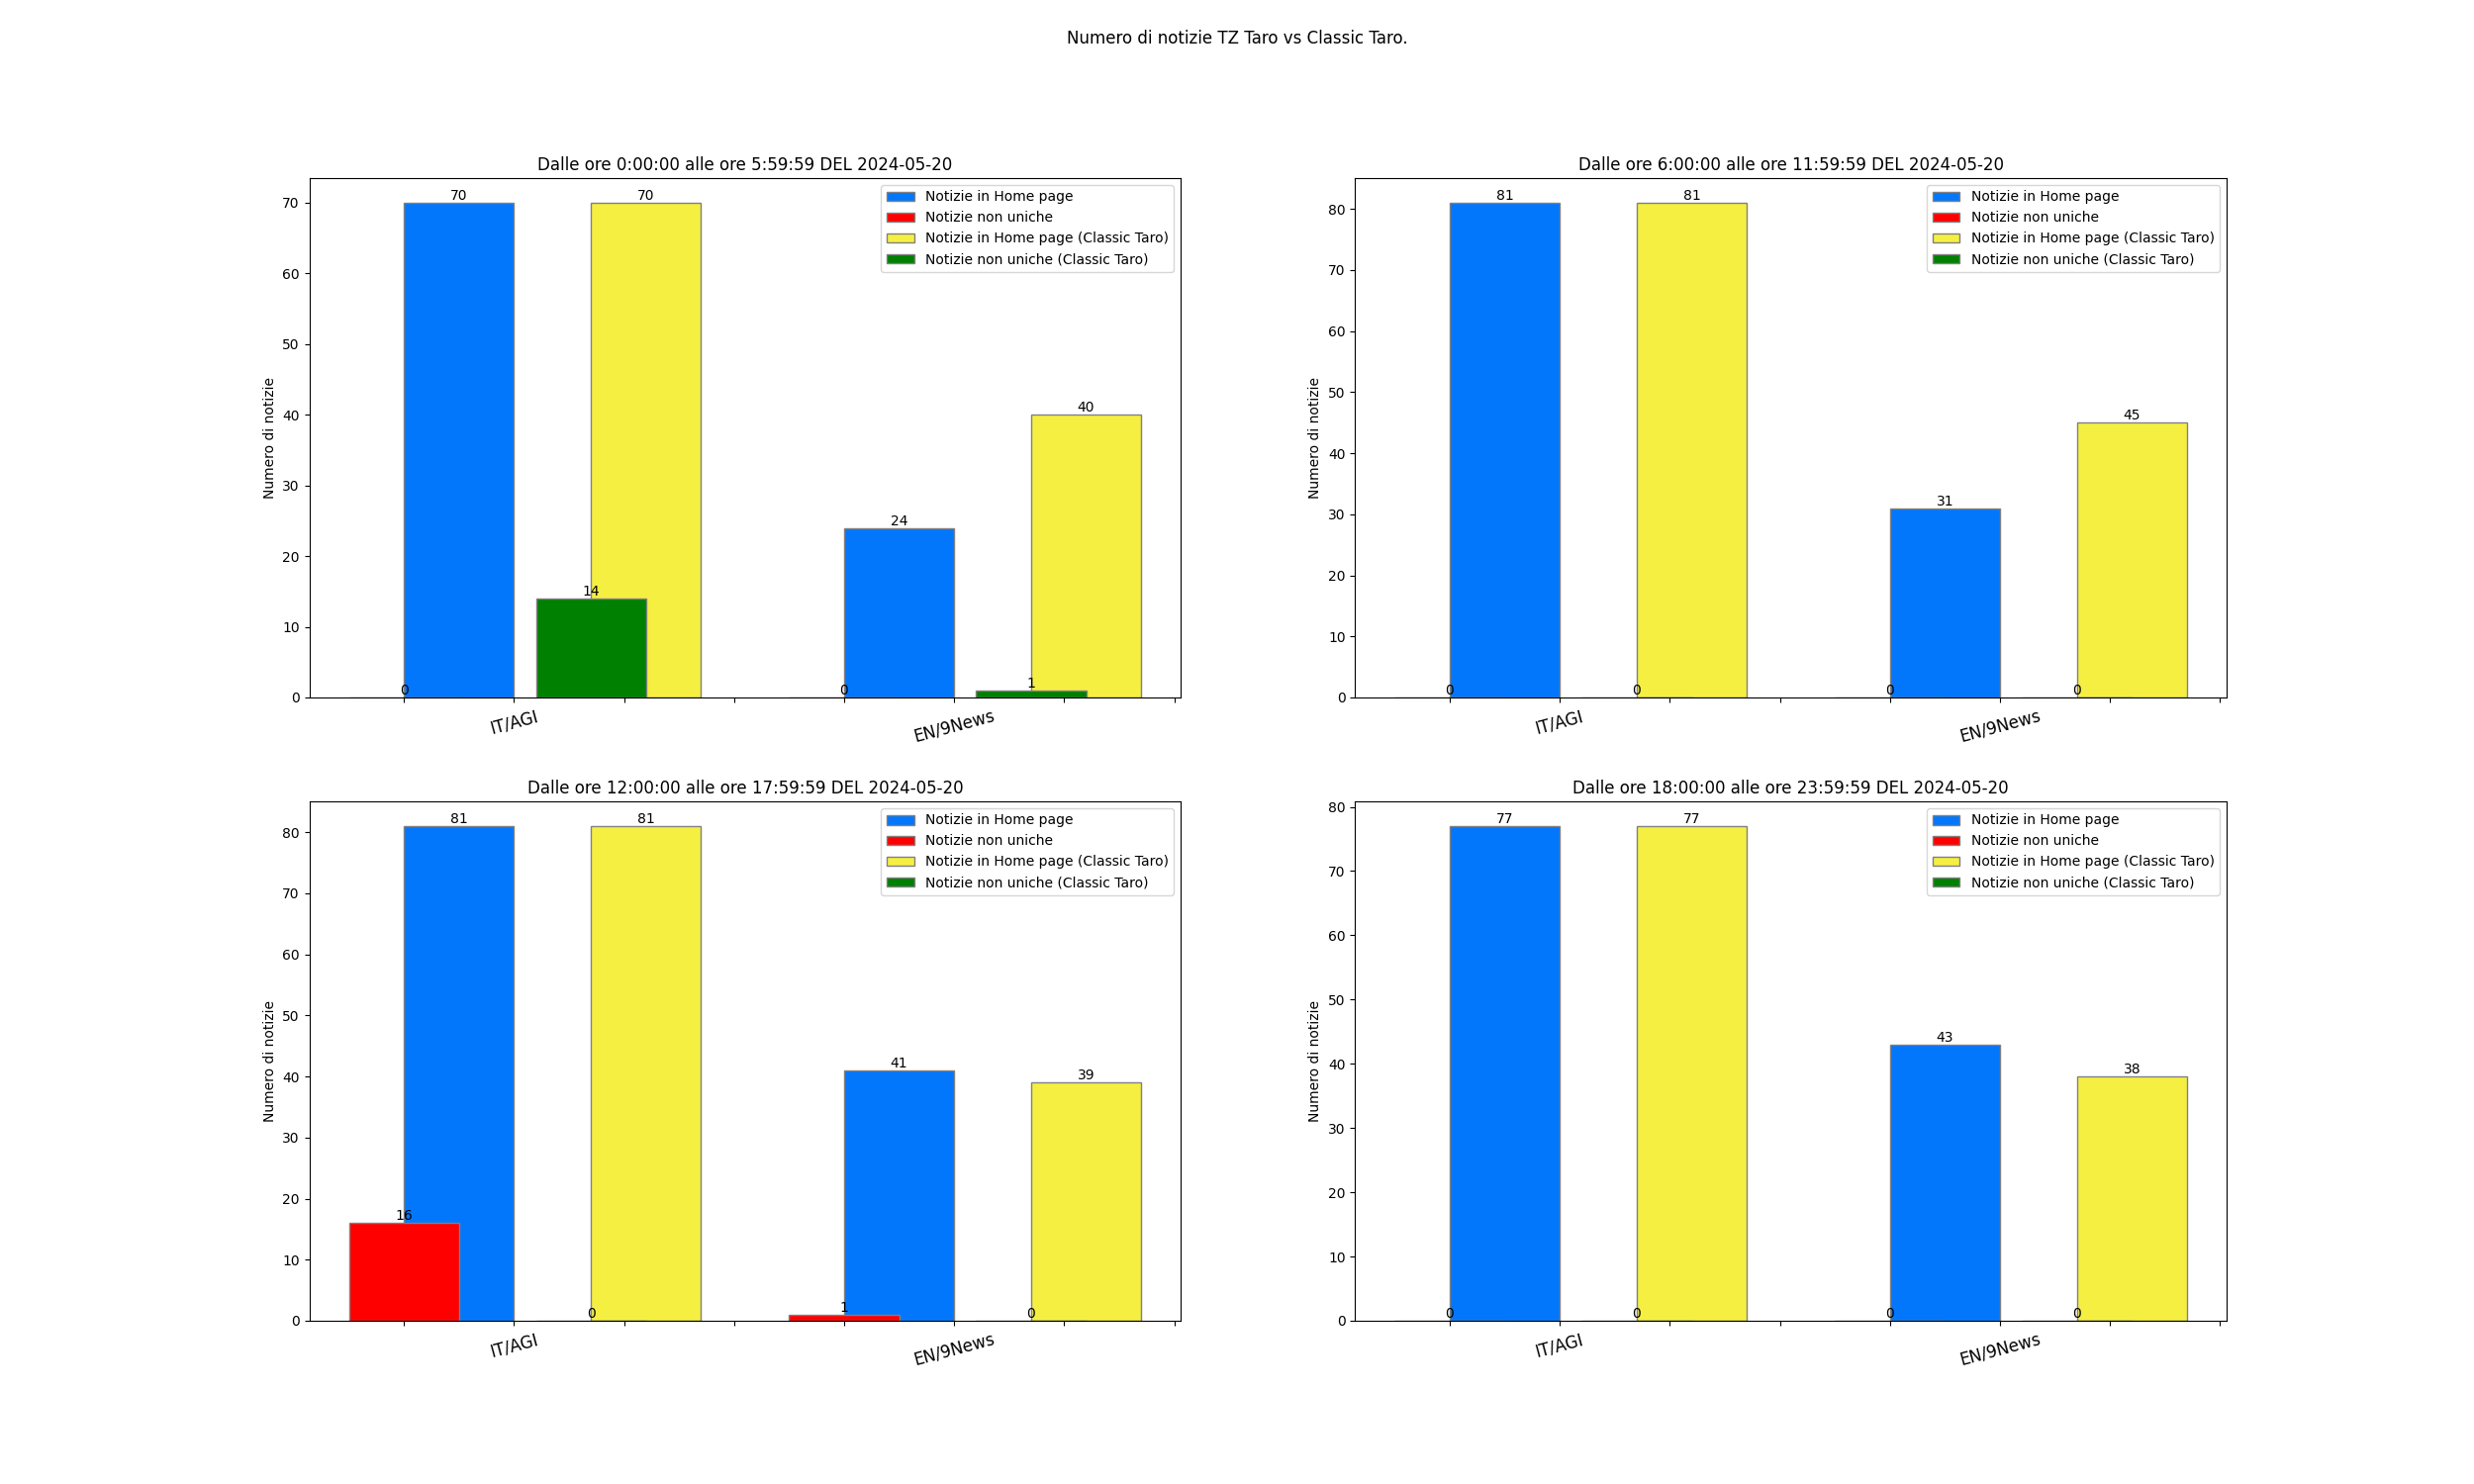 Numero di notizie TZ Taro vs Classic Taro.
Dalle ore 0:00:00 alle ore 5:59:59 DEL 2024-05-20
Numero di notizie
70
60
50
40
30
20
10
0
70
70
14
0
24
40
0
1
Notizie in Home page
Notizie non uniche
Notizie in Home page (Classic Taro)
Notizie non uniche (Classic Taro)
IT/AGI
EN/9News
Dalle ore 6:00:00 alle ore 11:59:59 DEL 2024-05-20
Numero di notizie
80
70
60
50
40
30
20
10
0
81
81
0
0
31
45
0
0
Notizie in Home page
Notizie non uniche
Notizie in Home page (Classic Taro)
Notizie non uniche (Classic Taro)
IT/AGI
EN/9News
Dalle ore 12:00:00 alle ore 17:59:59 DEL 2024-05-20
Numero di notizie
80
70
60
50
40
30
20
10
0
81
81
16
0
41
39
1
0
Notizie in Home page
Notizie non uniche
Notizie in Home page (Classic Taro)
Notizie non uniche (Classic Taro)
IT/AGI
EN/9News
Dalle ore 18:00:00 alle ore 23:59:59 DEL 2024-05-20
Numero di notizie
80
70
60
50
40
30
20
10
0
77
77
0
0
43
38
0
0
Notizie in Home page
Notizie non uniche
Notizie in Home page (Classic Taro)
Notizie non uniche (Classic Taro)
IT/AGI
EN/9News